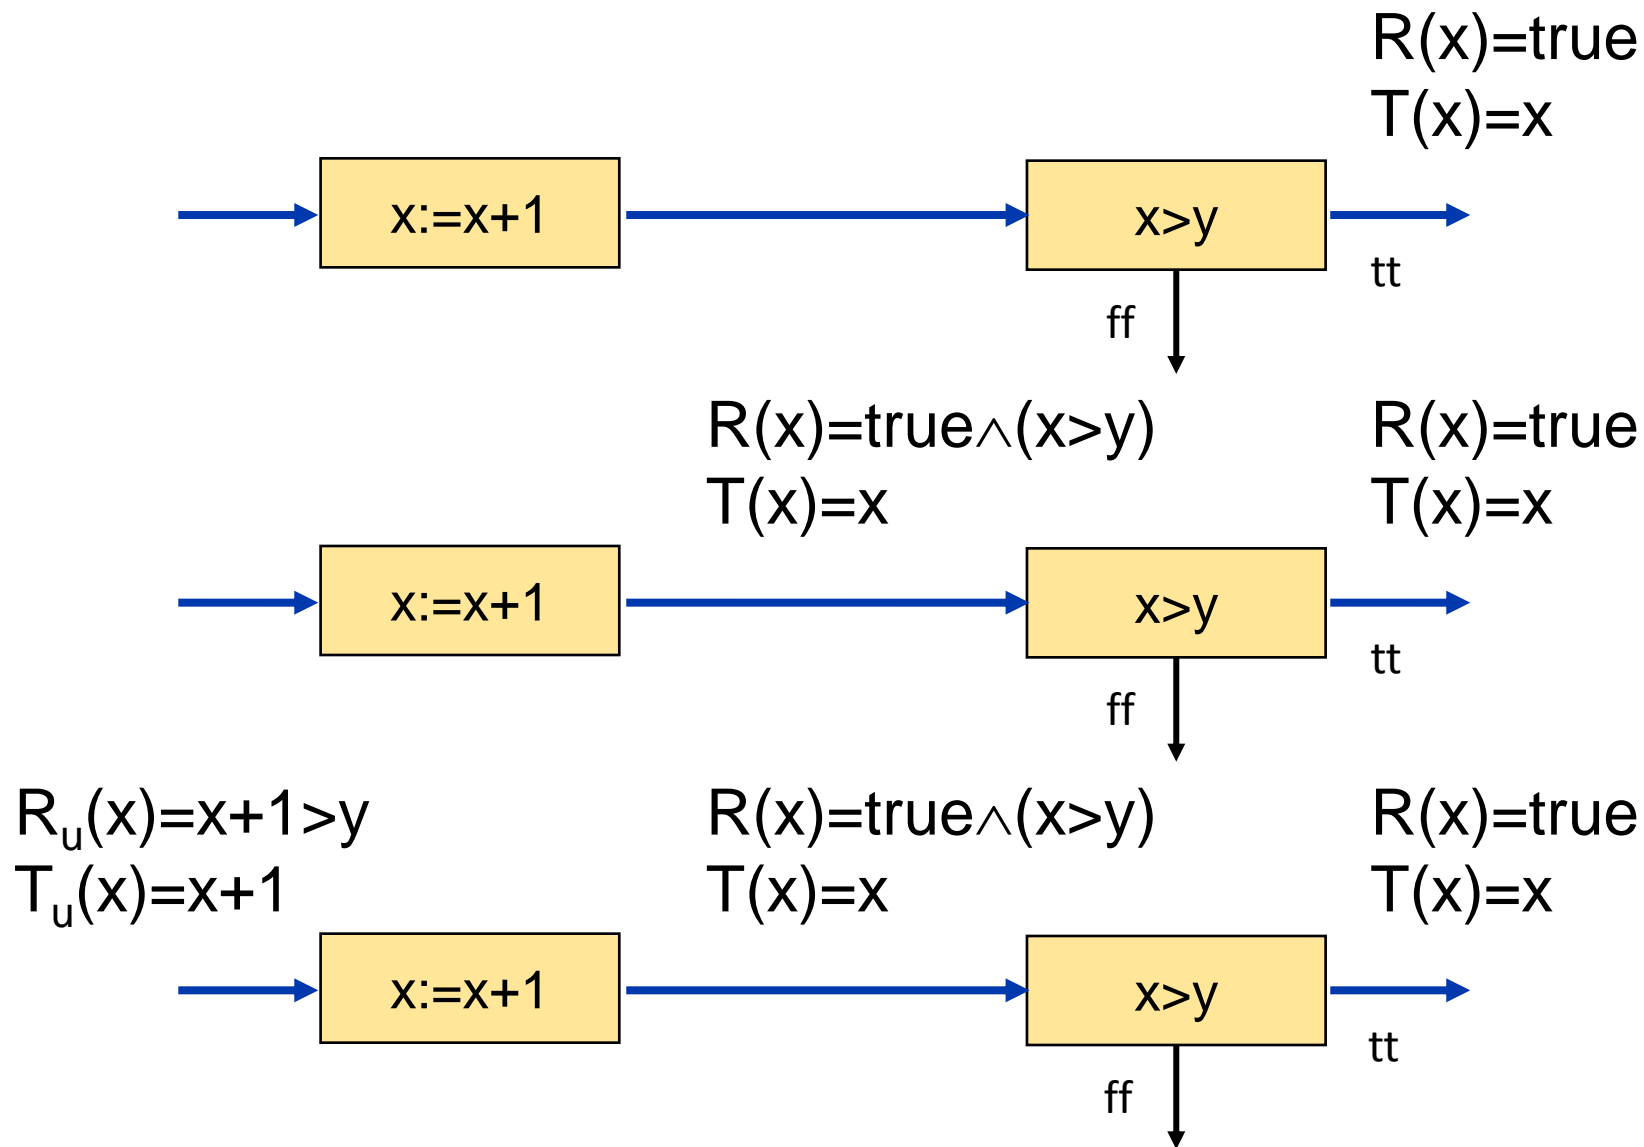 R(x)=true
T(x)=x
x:=x+1
x>y
tt
ff
R(x)=true∧(x>y)
R(x)=true
T(x)=x
T(x)=x
x:=x+1
x>y
tt
ff
Rᵤ(x)=x+1>y
R(x)=true∧(x>y)
R(x)=true
Tᵤ(x)=x+1
T(x)=x
T(x)=x
x:=x+1
x>y
tt
ff